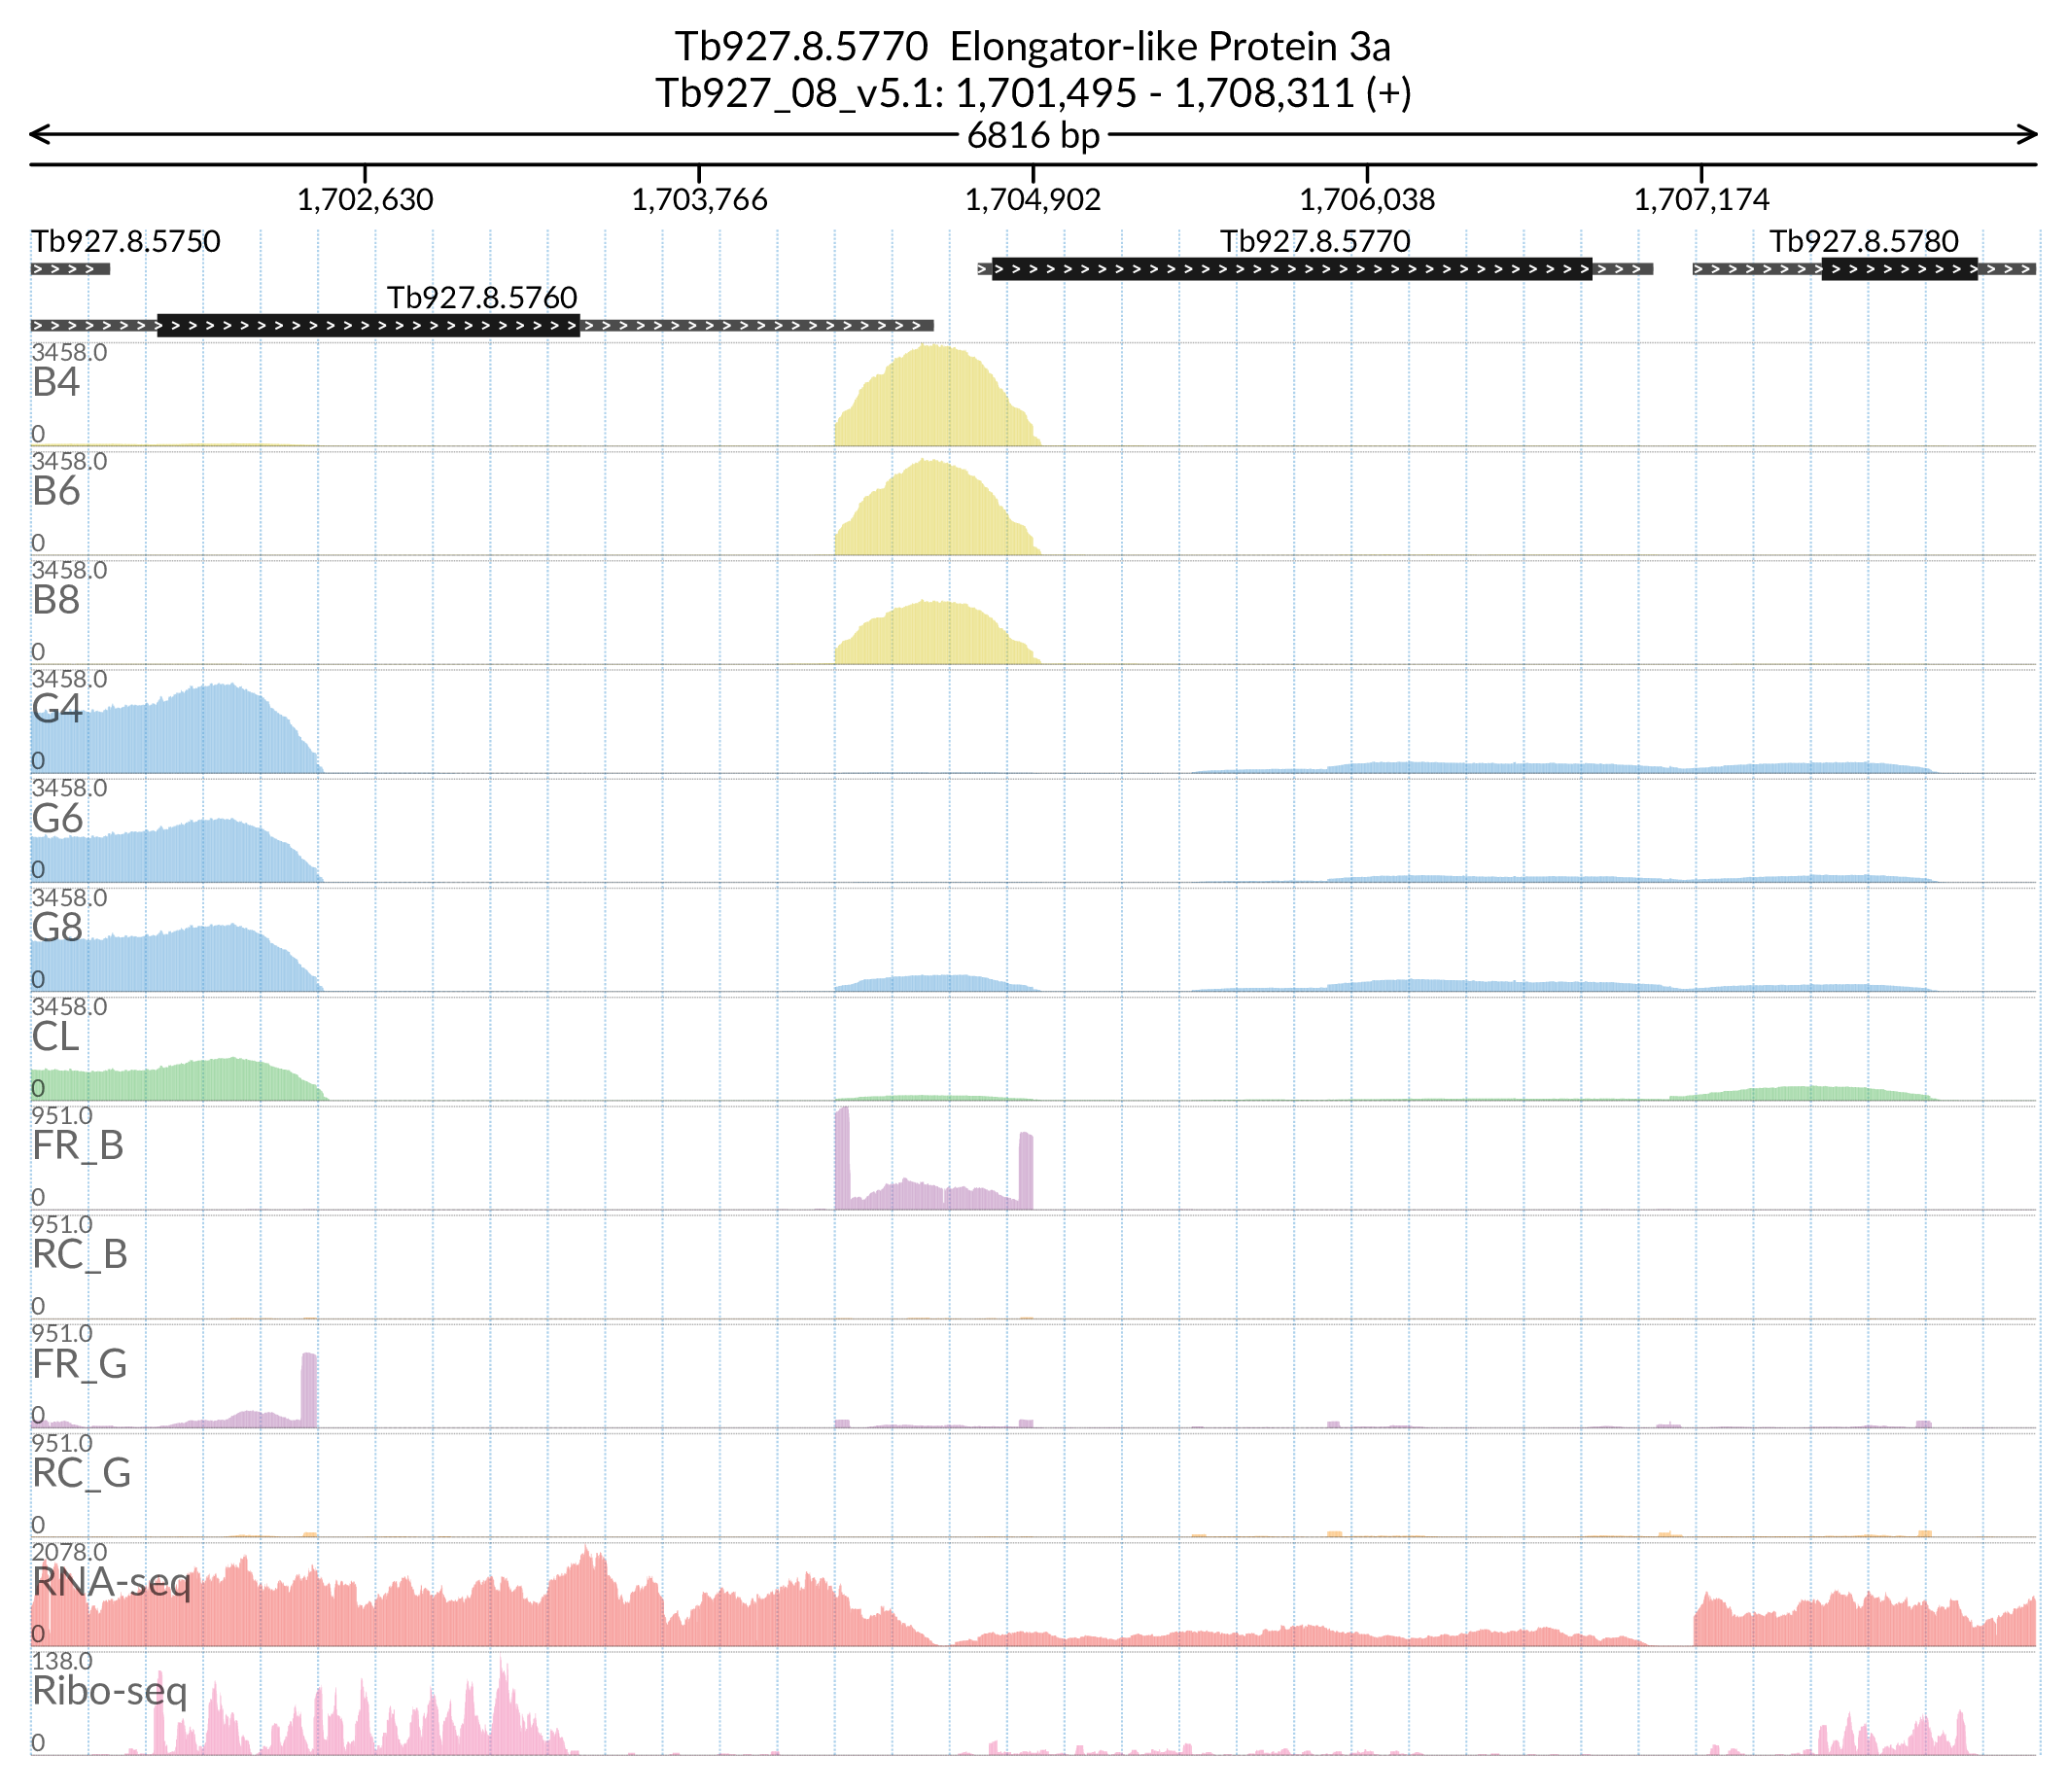 Tb927.8.5770  Elongator-like Protein 3a
Tb927_08_v5.1: 1,701,495 - 1,708,311 (+)
6816 bp
1,702,630 1,703,766 1,704,902 1,706,038 1,707,174
Tb927.8.5750 Tb927.8.5770 Tb927.8.5780
Tb927.8.5760
3458.0
B4
0
3458.0
B6
0
3458.0
B8
0
3458.0
G4
0
3458.0
G6
0
3458.0
G8
0
3458.0
CL
0
951.0
FR_B
0
951.0
RC_B
0
951.0
FR_G
0
951.0
RC_G
0
2078.0
RNA-seq
0
138.0
Ribo-seq
0